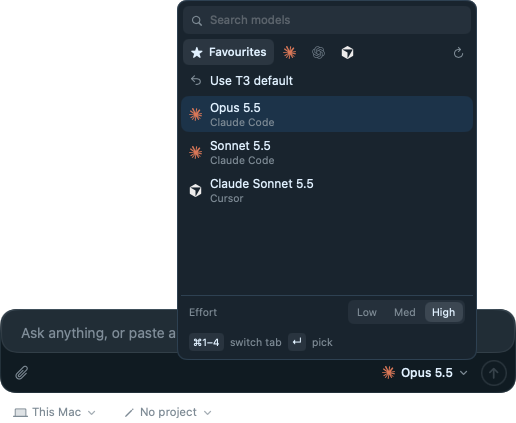 Search models
Favourites
Use T3 default
Opus 5.5
Claude Code
Sonnet 5.5
Claude Code
Claude Sonnet 5.5
Cursor
Effort Low Med High
⌘1–4 switch tab ↵ pick
Ask anything, or paste a
Opus 5.5
This Mac No project